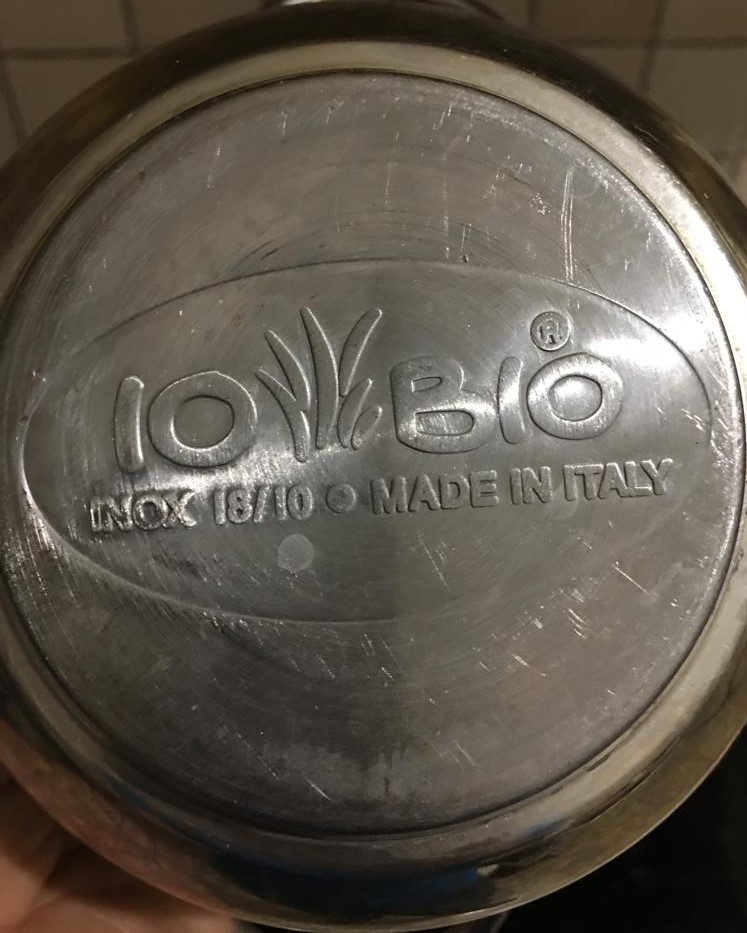 IO BIO ®
INOX 18/10 • MADE IN ITALY